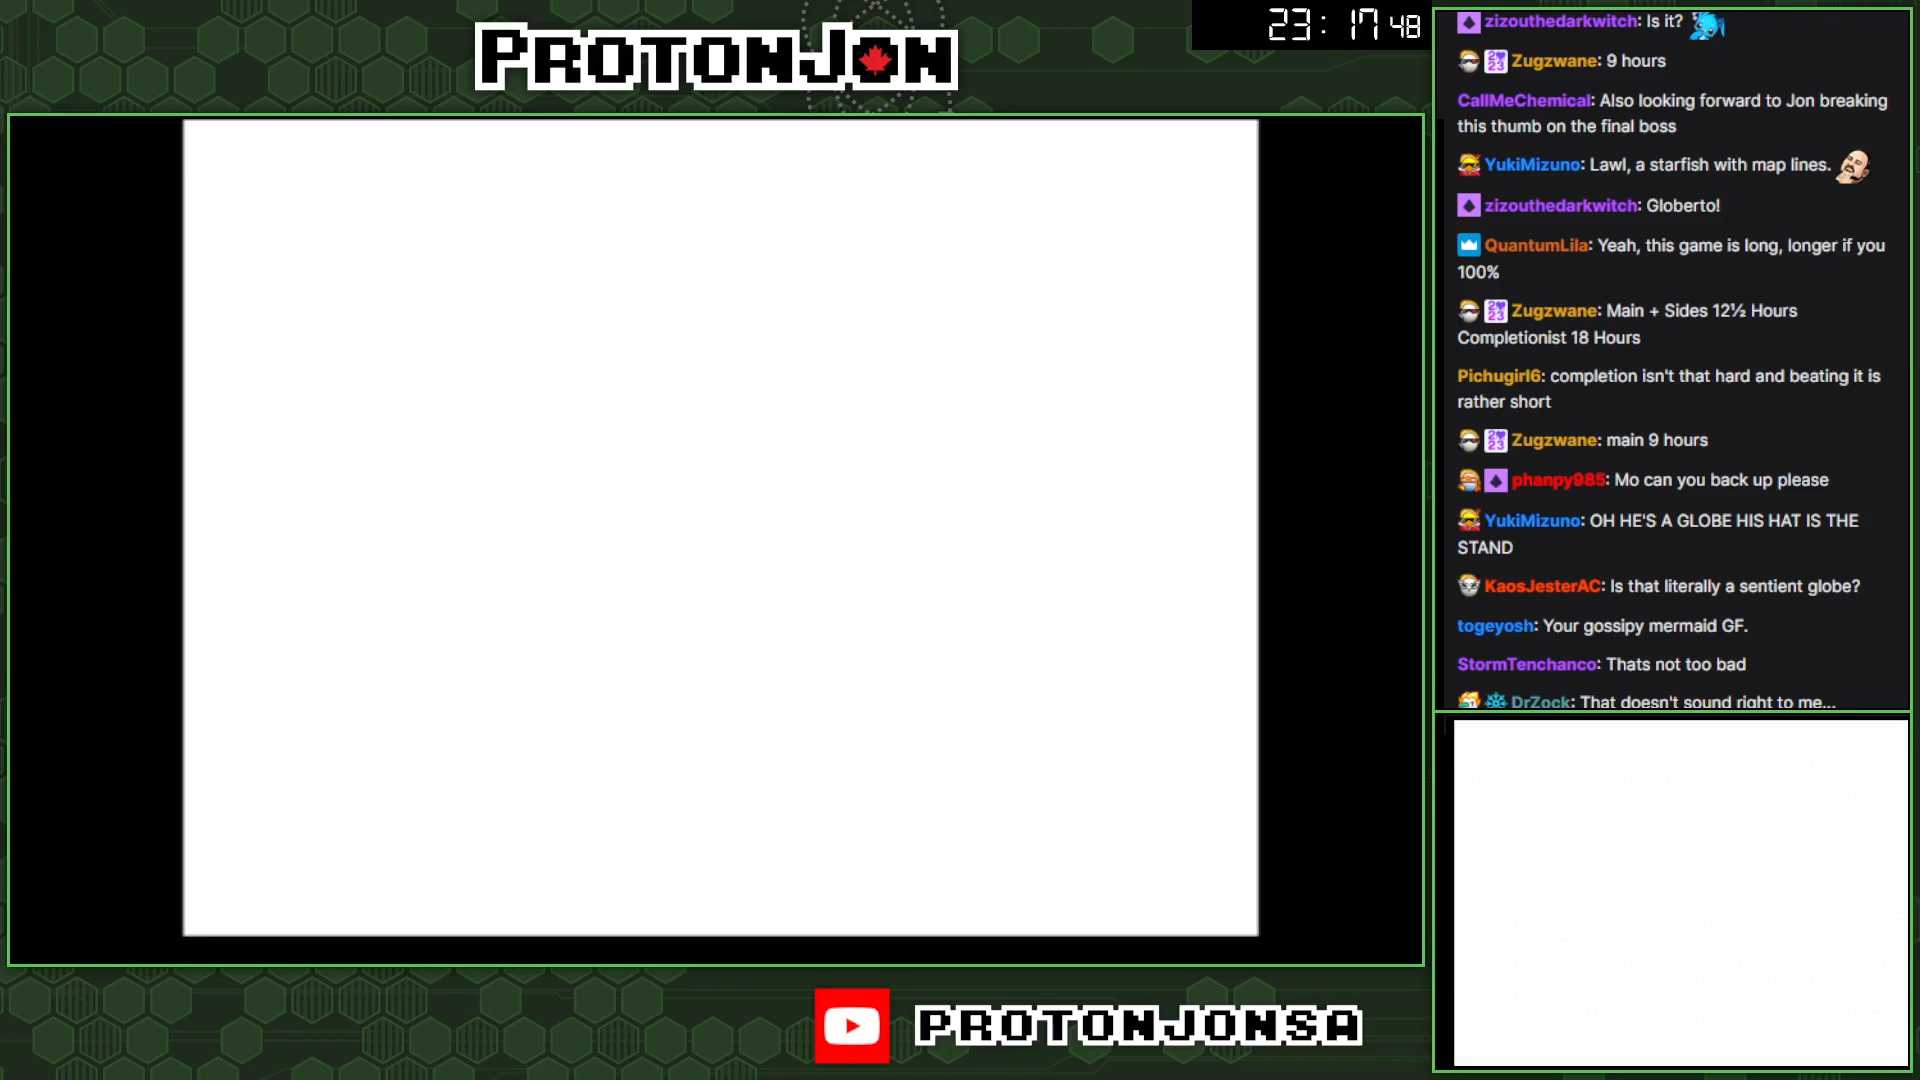 PROTONJON
23: 17 48
zizouthedarkwitch: Is it?
Zugzwane: 9 hours
CallMeChemical: Also looking forward to Jon breaking
this thumb on the final boss
YukiMizuno: Lawl, a starfish with map lines.
zizouthedarkwitch: Globerto!
QuantumLila: Yeah, this game is long, longer if you
100%
Zugzwane: Main + Sides 12½ Hours
Completionist 18 Hours
Pichugirl6: completion isn't that hard and beating it is
rather short
Zugzwane: main 9 hours
phanpy985: Mo can you back up please
YukiMizuno: OH HE'S A GLOBE HIS HAT IS THE
STAND
KaosJesterAC: Is that literally a sentient globe?
togeyosh: Your gossipy mermaid GF.
StormTenchanco: Thats not too bad
DrZock: That doesn't sound right to me...
PROTONJONSA